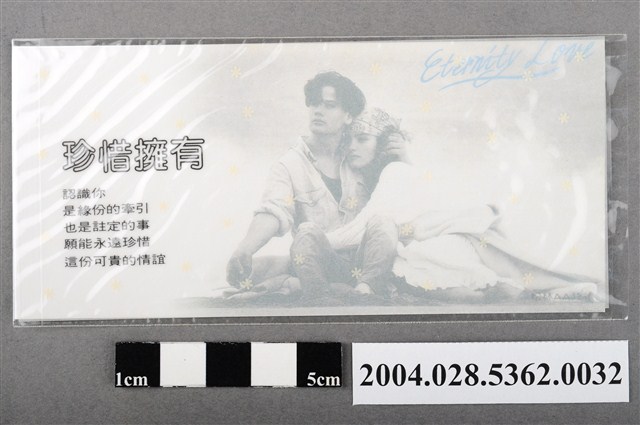 Eternity Love
珍惜擁有
認識你
是緣份的牽引
也是註定的事
願能永遠珍惜
這份可貴的情誼
1cm
5cm
2004.028.5362.0032